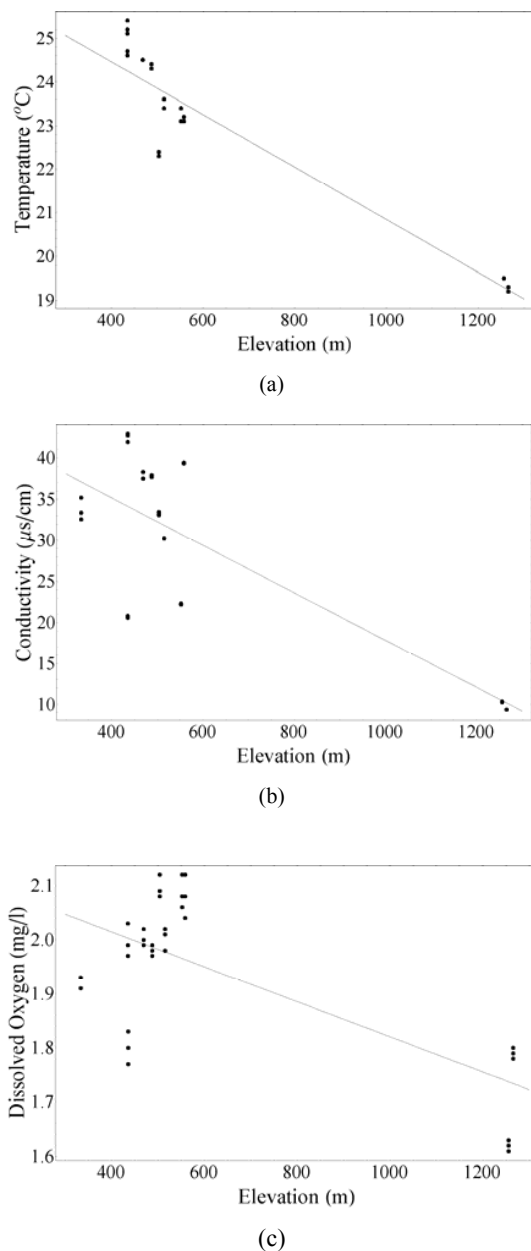 25
24
23
22
21
20
19
Temperature (°C)
400 600 800 1000 1200
Elevation (m)
(a)
40
35
30
25
20
15
10
Conductivity (μs/cm)
400 600 800 1000 1200
Elevation (m)
(b)
2.1
2.0
1.9
1.8
1.7
1.6
Dissolved Oxygen (mg/l)
400 600 800 1000 1200
Elevation (m)
(c)